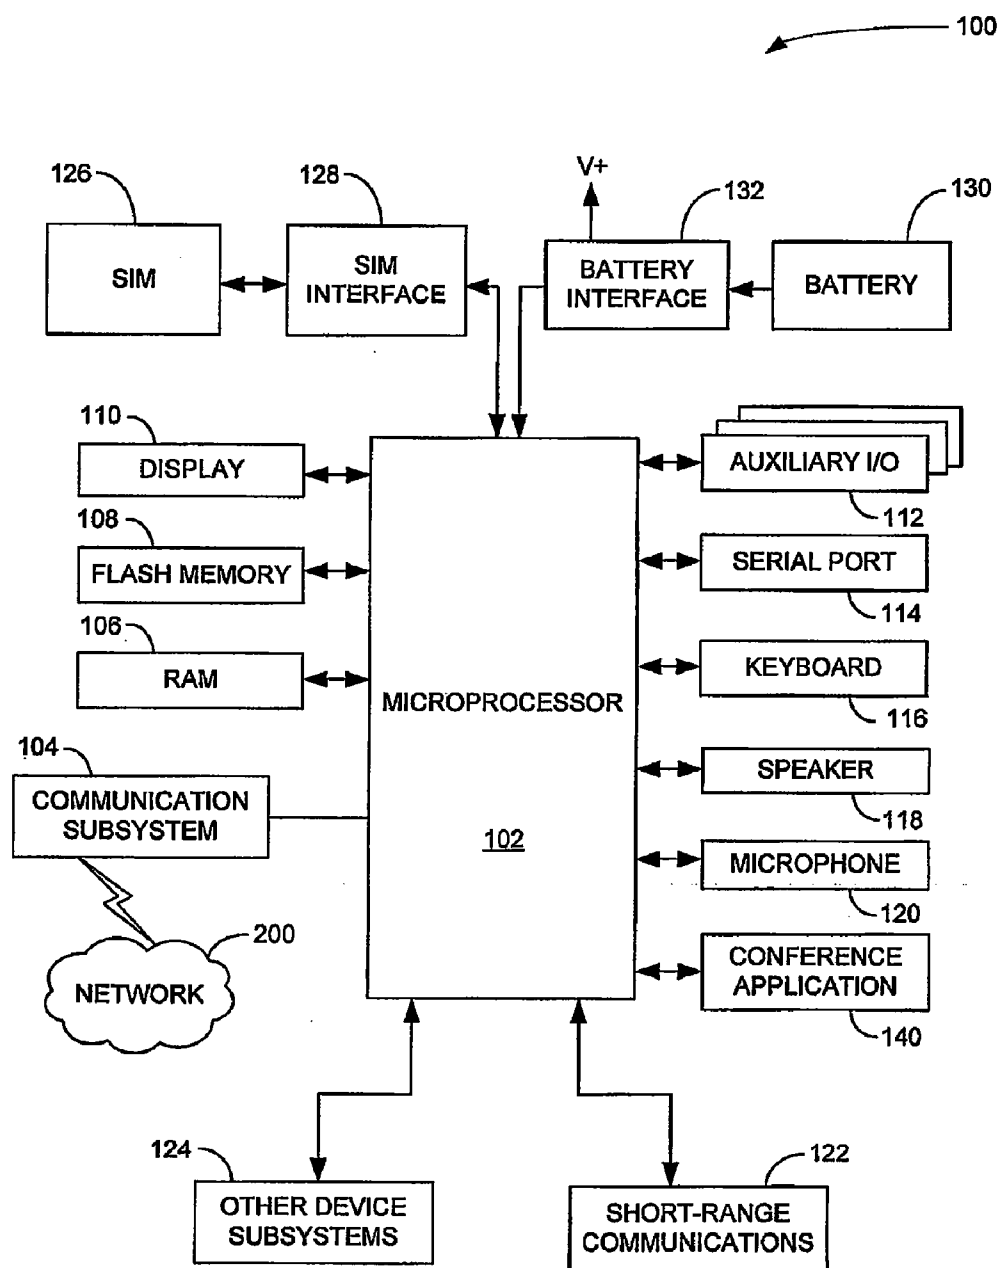 100
126
128
V+
132
130
SIM
SIM
INTERFACE
BATTERY
INTERFACE
BATTERY
110
DISPLAY
AUXILIARY I/O
112
108
FLASH MEMORY
SERIAL PORT
114
106
RAM
KEYBOARD
116
MICROPROCESSOR
102
104
COMMUNICATION
SUBSYSTEM
SPEAKER
118
MICROPHONE
120
200
NETWORK
CONFERENCE
APPLICATION
140
124
OTHER DEVICE
SUBSYSTEMS
122
SHORT-RANGE
COMMUNICATIONS